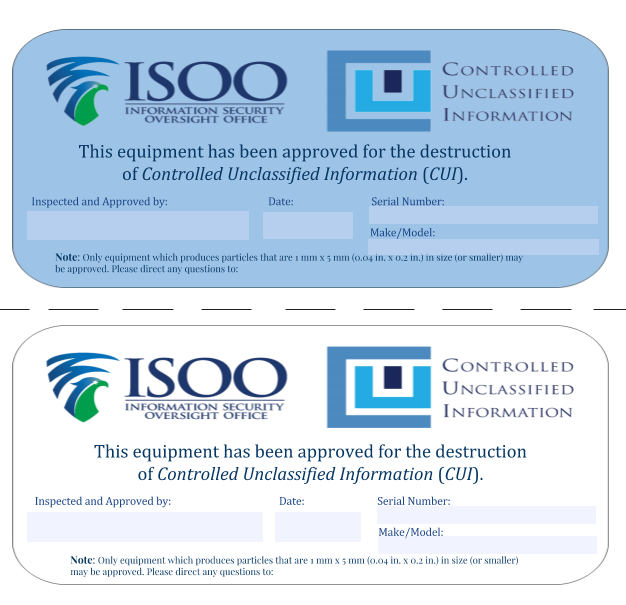 ISOO
INFORMATION SECURITY
OVERSIGHT OFFICE
CONTROLLED
UNCLASSIFIED
INFORMATION
This equipment has been approved for the destruction
of Controlled Unclassified Information (CUI).
Inspected and Approved by:
Date:
Serial Number:
Make/Model:
Note: Only equipment which produces particles that are 1 mm x 5 mm (0.04 in. x 0.2 in.) in size (or smaller) may
be approved. Please direct any questions to:
ISOO
INFORMATION SECURITY
OVERSIGHT OFFICE
CONTROLLED
UNCLASSIFIED
INFORMATION
This equipment has been approved for the destruction
of Controlled Unclassified Information (CUI).
Inspected and Approved by:
Date:
Serial Number:
Make/Model:
Note: Only equipment which produces particles that are 1 mm x 5 mm (0.04 in. x 0.2 in.) in size (or smaller)
may be approved. Please direct any questions to: